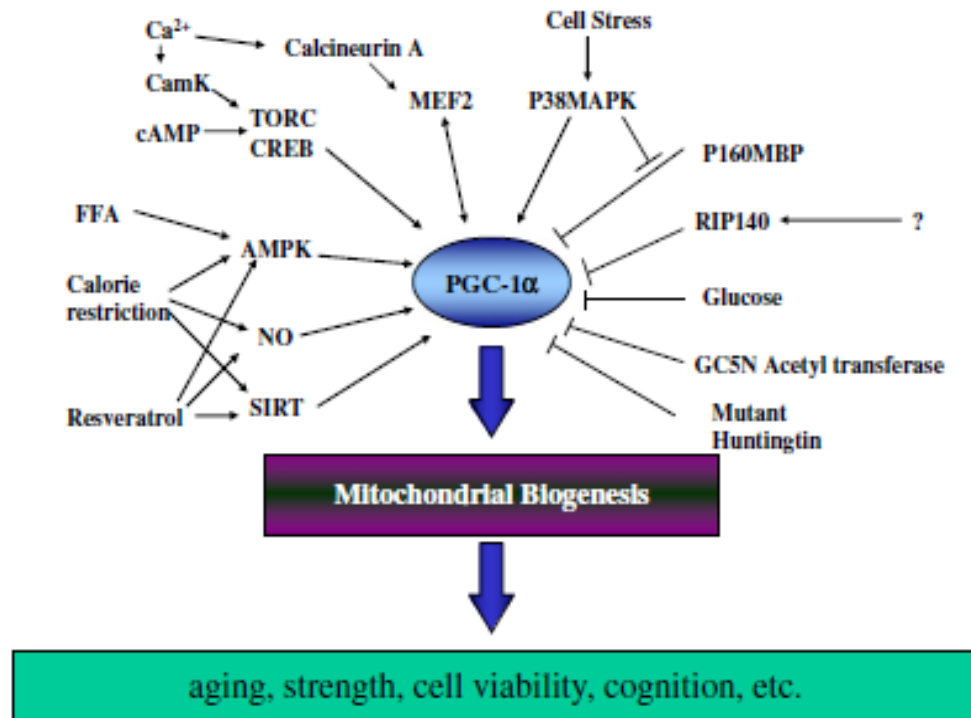 Ca2+
Calcineurin A
Cell Stress
CamK
MEF2
P38MAPK
cAMP
TORC
CREB
P160MBP
FFA
RIP140
?
AMPK
PGC-1α
Calorie
restriction
Glucose
NO
GC5N Acetyl transferase
Resveratrol
SIRT
Mutant
Huntingtin
Mitochondrial Biogenesis
aging, strength, cell viability, cognition, etc.